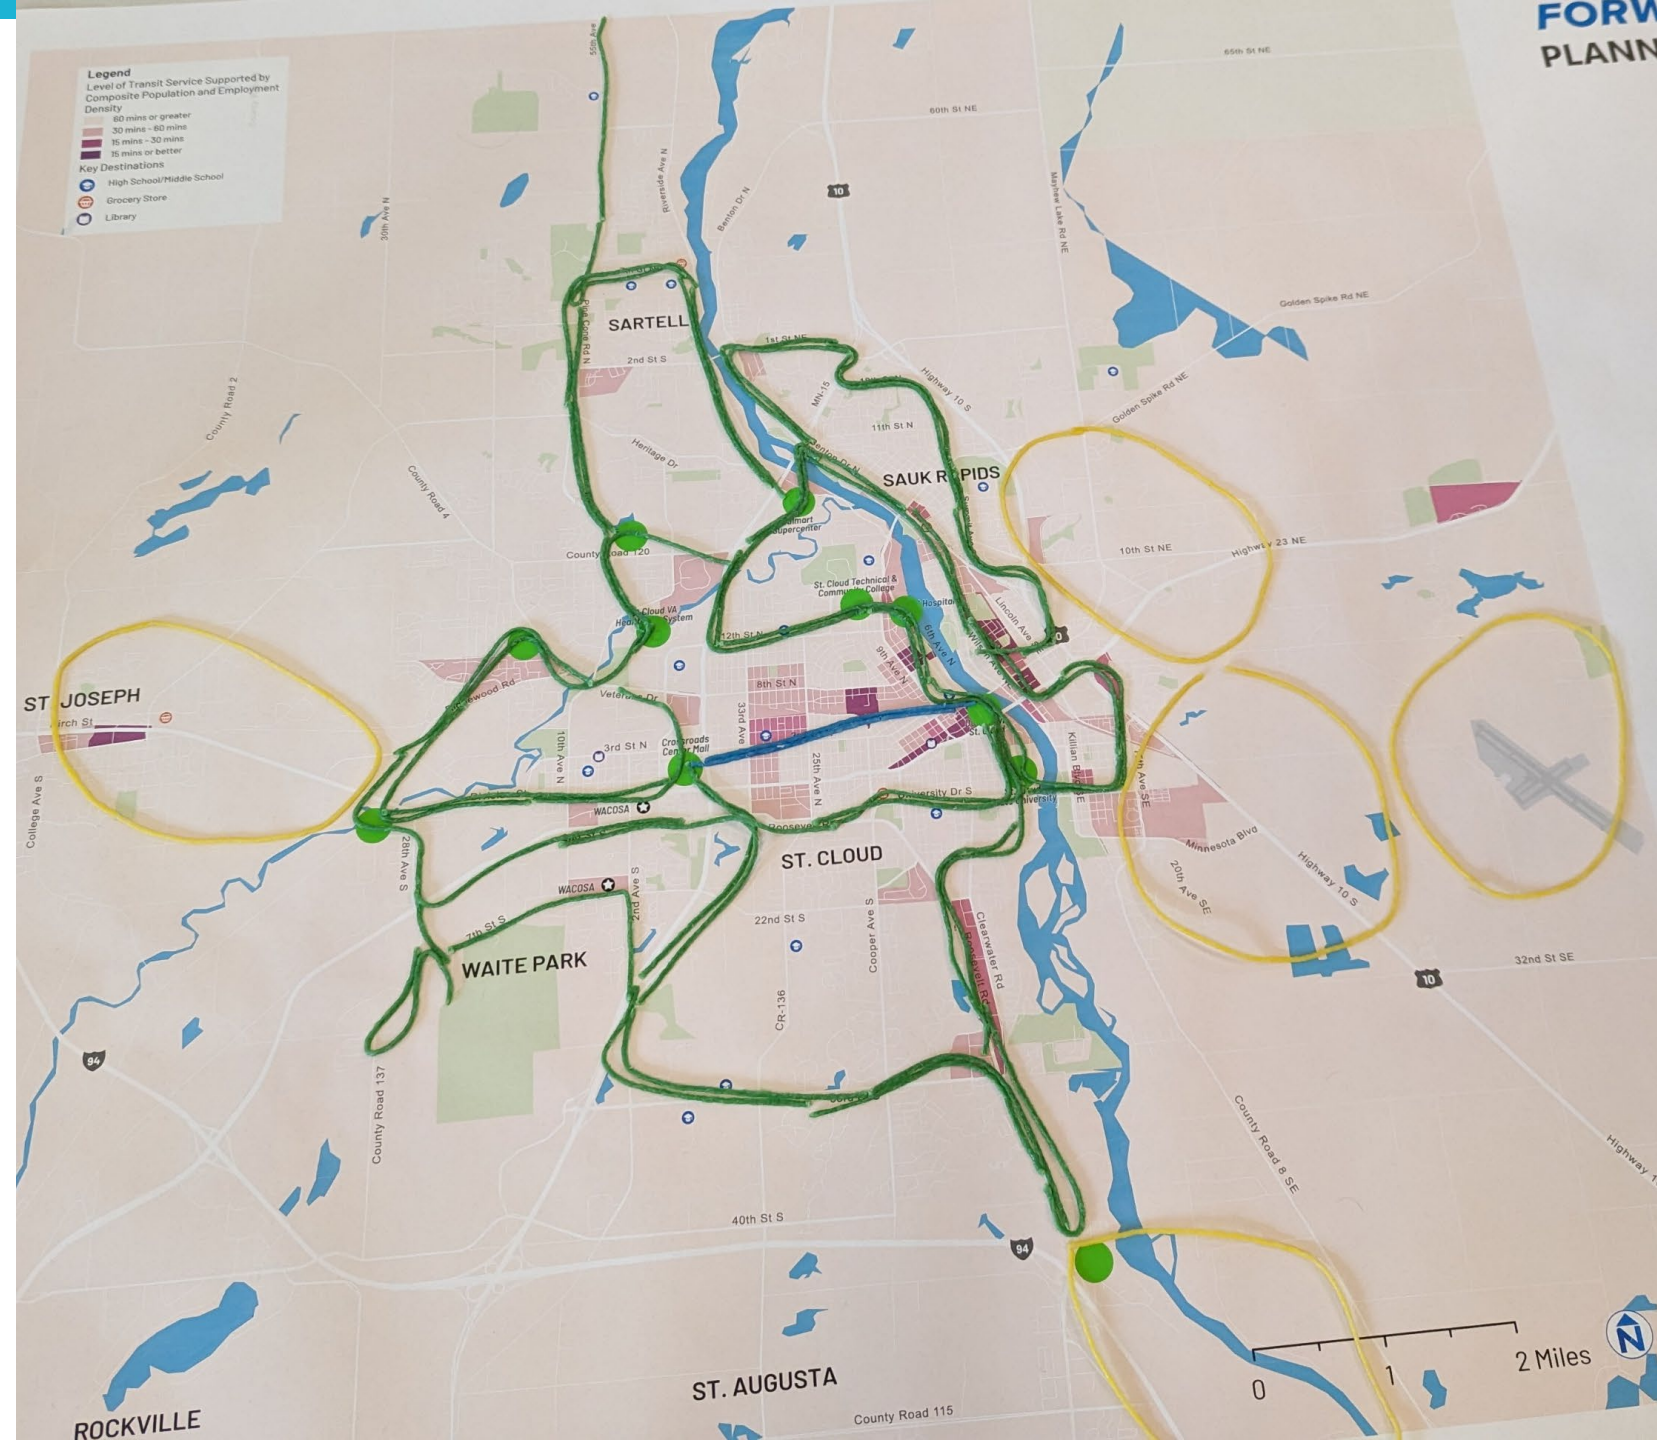 PLANN
Legend
Level of Transit Service Supported by
Composite Population and Employment
Density
60 mins or greater
30 mins - 60 mins
15 mins - 30 mins
15 mins or better
Key Destinations
High School/Middle School
Grocery Store
Library
55th Ave
65th St NE
60th St NE
10
30th Ave N
Riverside Ave N
Benton Dr N
Mayhew Lake Rd NE
Golden Spike Rd NE
SARTELL
2nd St S
1st St NE
MN-15
Highway 10 S
Golden Spike Rd NE
County Road 2
11th St N
Heritage Dr
County Road 4
Benton Dr N
SAUK R PIDS
Supercenter
County Road 120
10th St NE
Highway 23 NE
St. Cloud Technical &
Community College
Hospital
Lincoln Ave
Cloud VA
System
12th St N
6th Ave N
9th Ave N
8th St N
ST. JOSEPH
Veterans Dr
33rd Ave
3rd St N
10th Ave N
Crossroads
Center Mall
25th Ave N
Killian Blvd SE
College Ave S
WACOSA
University Dr S
University
Minnesota Blvd
20th Ave SE
Highway 10 S
28th Ave S
ST. CLOUD
WACOSA
2nd Ave S
22nd St S
Cooper Ave S
Clearwater Rd
Roosevelt Rd
7th St S
WAITE PARK
32nd St SE
10
CR-136
94
County Road 137
County Road 8 SE
40th St S
94
ST. AUGUSTA
County Road 115
ROCKVILLE
0
1
2 Miles
N